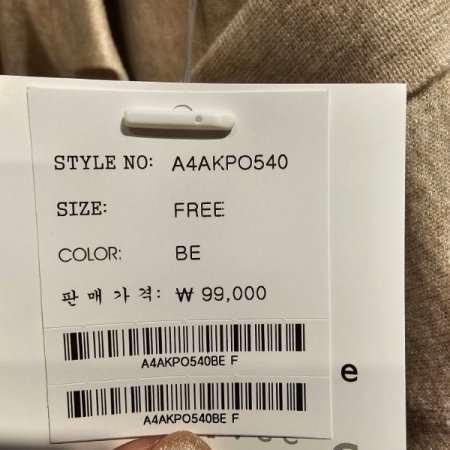 STYLE NO: A4AKPO540
SIZE: FREE
COLOR: BE
판매가격: ₩ 99,000
A4AKPO540BE F
A4AKPO540BE F
e